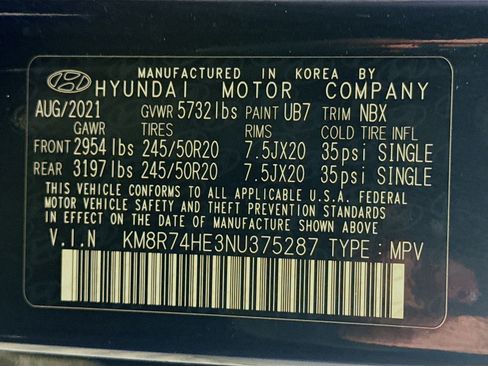 MANUFACTURED IN KOREA BY
HYUNDAI MOTOR COMPANY
AUG/2021 GVWR 5732lbs PAINT UB7 TRIM NBX
GAWR TIRES RIMS COLD TIRE INFL
FRONT 2954 lbs 245/50R20 7.5JX20 35psi SINGLE
REAR 3197 lbs 245/50R20 7.5JX20 35psi SINGLE
THIS VEHICLE CONFORMS TO ALL APPLICABLE U.S.A. FEDERAL
MOTOR VEHICLE SAFETY AND THEFT PREVENTION STANDARDS
IN EFFECT ON THE DATE OF MANUFACTURE SHOWN ABOVE
V.I.N KM8R74HE3NU375287 TYPE : MPV